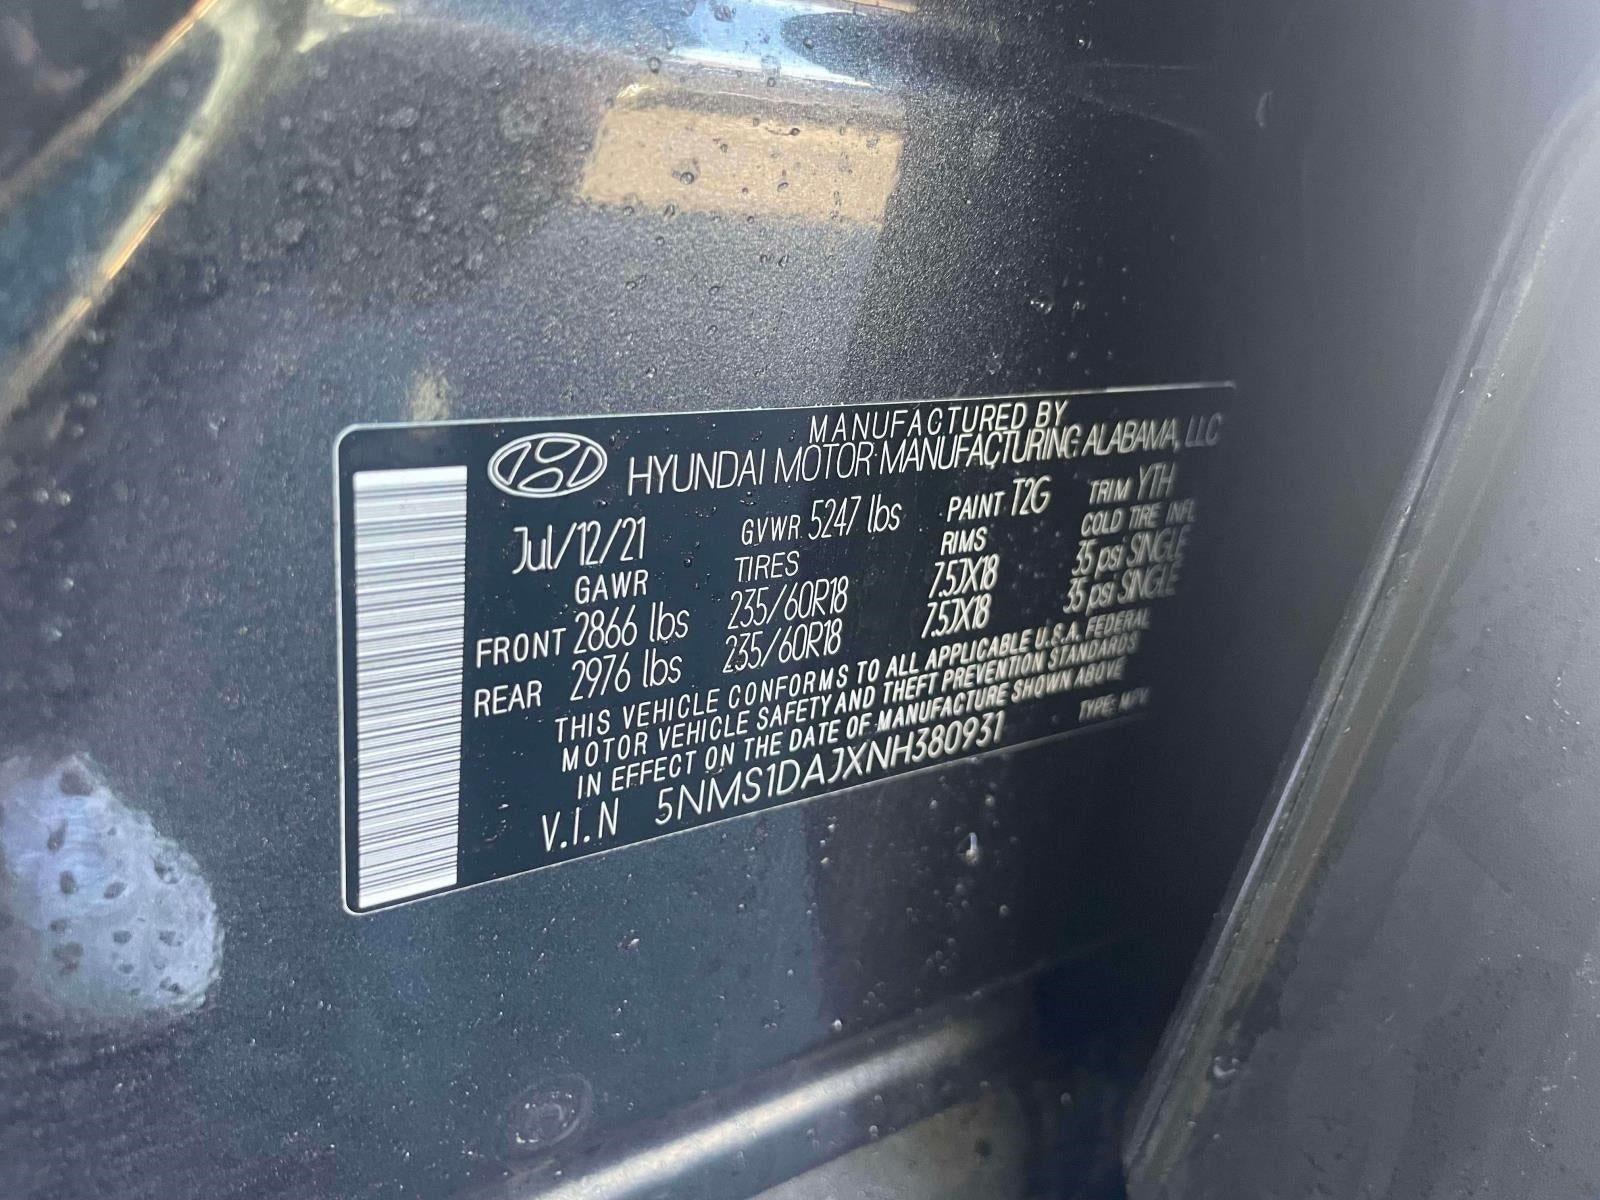 MANUFACTURED BY
HYUNDAI MOTOR MANUFACTURING ALABAMA, LLC
Jul/12/21 G.V.W.R. 5247 lbs PAINT T2G TRIM YTH
GAWR TIRES RIMS COLD TIRE INFL
FRONT 2866 lbs 235/60R18 7.5JX18 35 psi SINGLE
REAR 2976 lbs 235/60R18 7.5JX18 35 psi SINGLE
THIS VEHICLE CONFORMS TO ALL APPLICABLE U.S.A. FEDERAL
MOTOR VEHICLE SAFETY AND THEFT PREVENTION STANDARDS
IN EFFECT ON THE DATE OF MANUFACTURE SHOWN ABOVE
V.I.N 5NMS1DAJXNH380931 TYPE: MPV